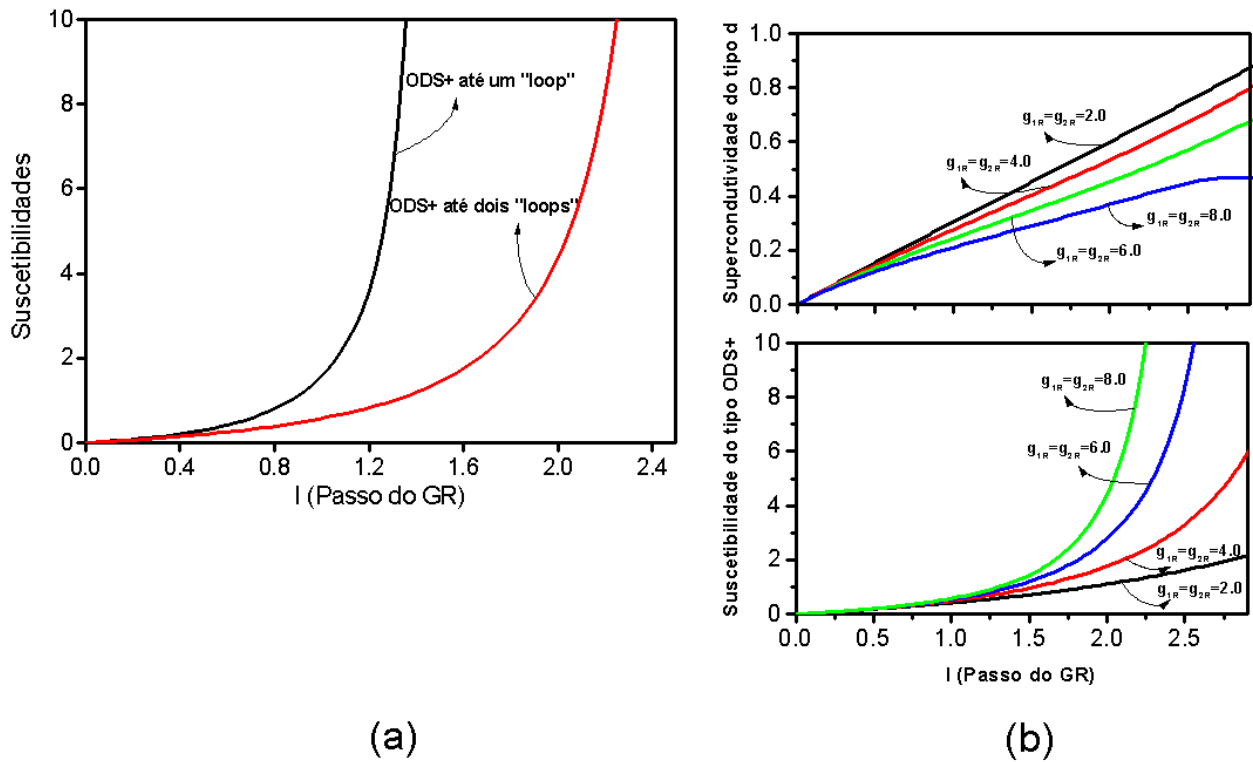 10
8
6
4
2
0
Suscetibilidades
ODS+ até um "loop"
ODS+ até dois "loops"
0.0 0.4 0.8 1.2 1.6 2.0 2.4
l (Passo do GR)
(a)
1.0
0.8
0.6
0.4
0.2
0.0
Supercondutividade do tipo d
g1R=g2R=2.0
g1R=g2R=4.0
g1R=g2R=8.0
g1R=g2R=6.0
10
8
6
4
2
0
Suscetibilidade do tipo ODS+
g1R=g2R=8.0
g1R=g2R=6.0
g1R=g2R=4.0
g1R=g2R=2.0
0.0 0.5 1.0 1.5 2.0 2.5
l (Passo do GR)
(b)